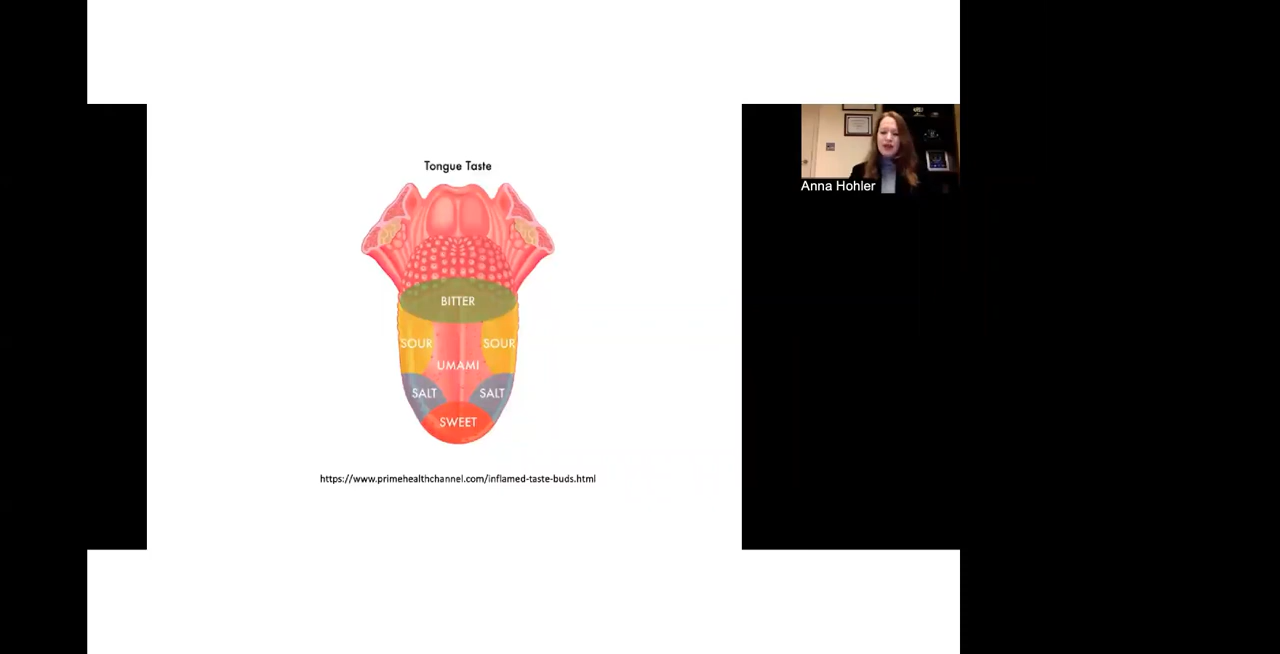 Tongue Taste
BITTER
SOUR SOUR
UMAMI
SALT SALT
SWEET
https://www.primehealthchannel.com/inflamed-taste-buds.html
Anna Hohler